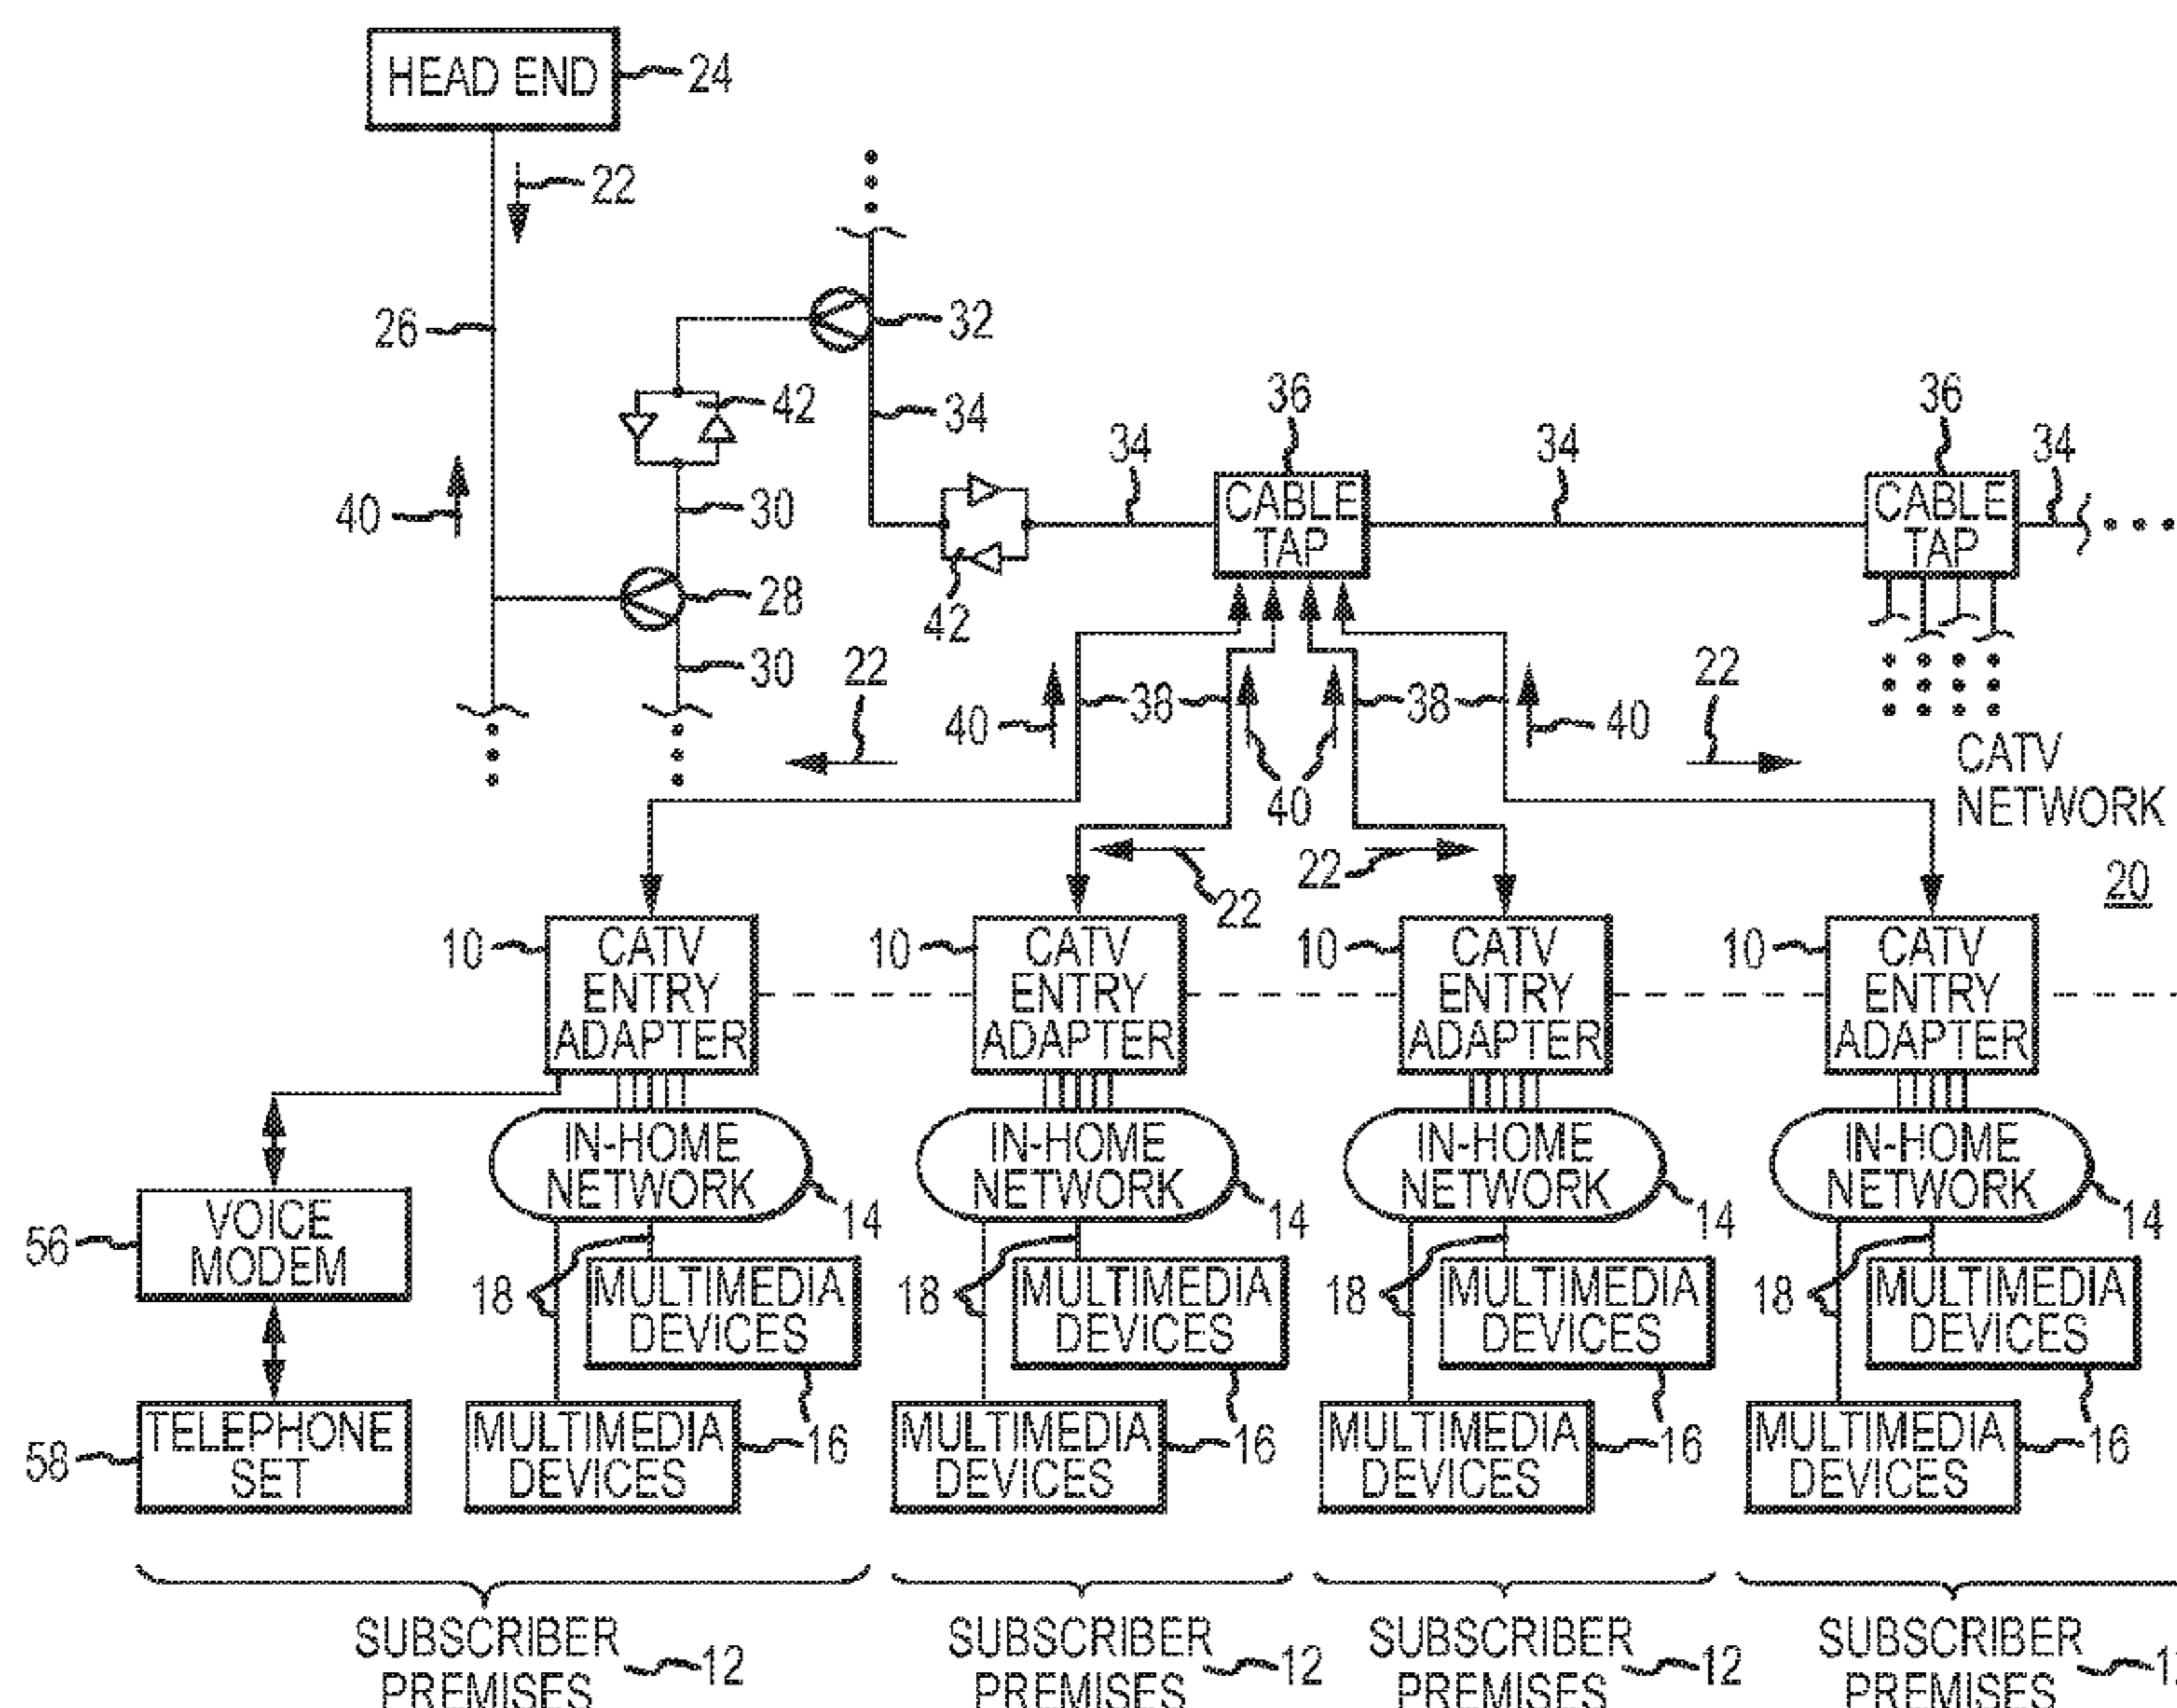 HEAD END
24
22
26
32
42
34
36
36
34
34
34
40
30
28
42
30
22
40
38
38
40
22
40
CATV
NETWORK
22
22
20
10
CATV
ENTRY
ADAPTER
10
CATV
ENTRY
ADAPTER
10
CATV
ENTRY
ADAPTER
10
CATV
ENTRY
ADAPTER
CABLE
TAP
CABLE
TAP
IN-HOME
NETWORK
14
IN-HOME
NETWORK
14
IN-HOME
NETWORK
14
IN-HOME
NETWORK
14
56
VOICE
MODEM
18
MULTIMEDIA
DEVICES
18
MULTIMEDIA
DEVICES
18
MULTIMEDIA
DEVICES
18
MULTIMEDIA
DEVICES
16
16
16
16
58
TELEPHONE
SET
MULTIMEDIA
DEVICES
MULTIMEDIA
DEVICES
MULTIMEDIA
DEVICES
MULTIMEDIA
DEVICES
SUBSCRIBER
PREMISES
12
SUBSCRIBER
PREMISES
12
SUBSCRIBER
PREMISES
12
SUBSCRIBER
PREMISES